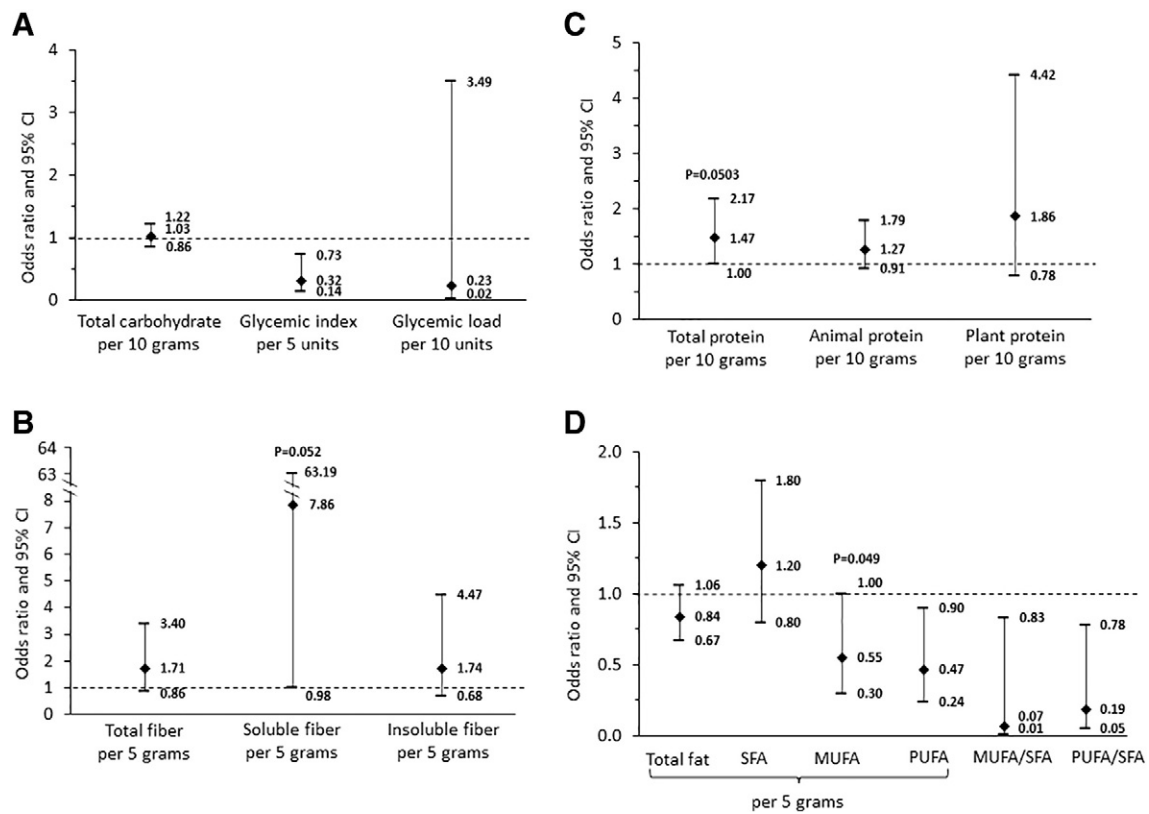 A
Odds ratio and 95% CI
4
3
2
1
0
1.22
1.03
0.86
0.73
0.32
0.14
3.49
0.23
0.02
Total carbohydrate
per 10 grams
Glycemic index
per 5 units
Glycemic load
per 10 units
C
Odds ratio and 95% CI
5
4
3
2
1
0
P=0.0503
2.17
1.47
1.00
1.79
1.27
0.91
4.42
1.86
0.78
Total protein
per 10 grams
Animal protein
per 10 grams
Plant protein
per 10 grams
B
Odds ratio and 95% CI
64
63
8
7
6
5
4
3
2
1
0
3.40
1.71
0.86
P=0.052
63.19
7.86
0.98
4.47
1.74
0.68
Total fiber
per 5 grams
Soluble fiber
per 5 grams
Insoluble fiber
per 5 grams
D
Odds ratio and 95% CI
2.0
1.5
1.0
0.5
0.0
1.06
0.84
0.67
1.80
1.20
0.80
P=0.049
1.00
0.55
0.30
0.90
0.47
0.24
0.83
0.07
0.01
0.78
0.19
0.05
Total fat
SFA
MUFA
PUFA
MUFA/SFA
PUFA/SFA
per 5 grams